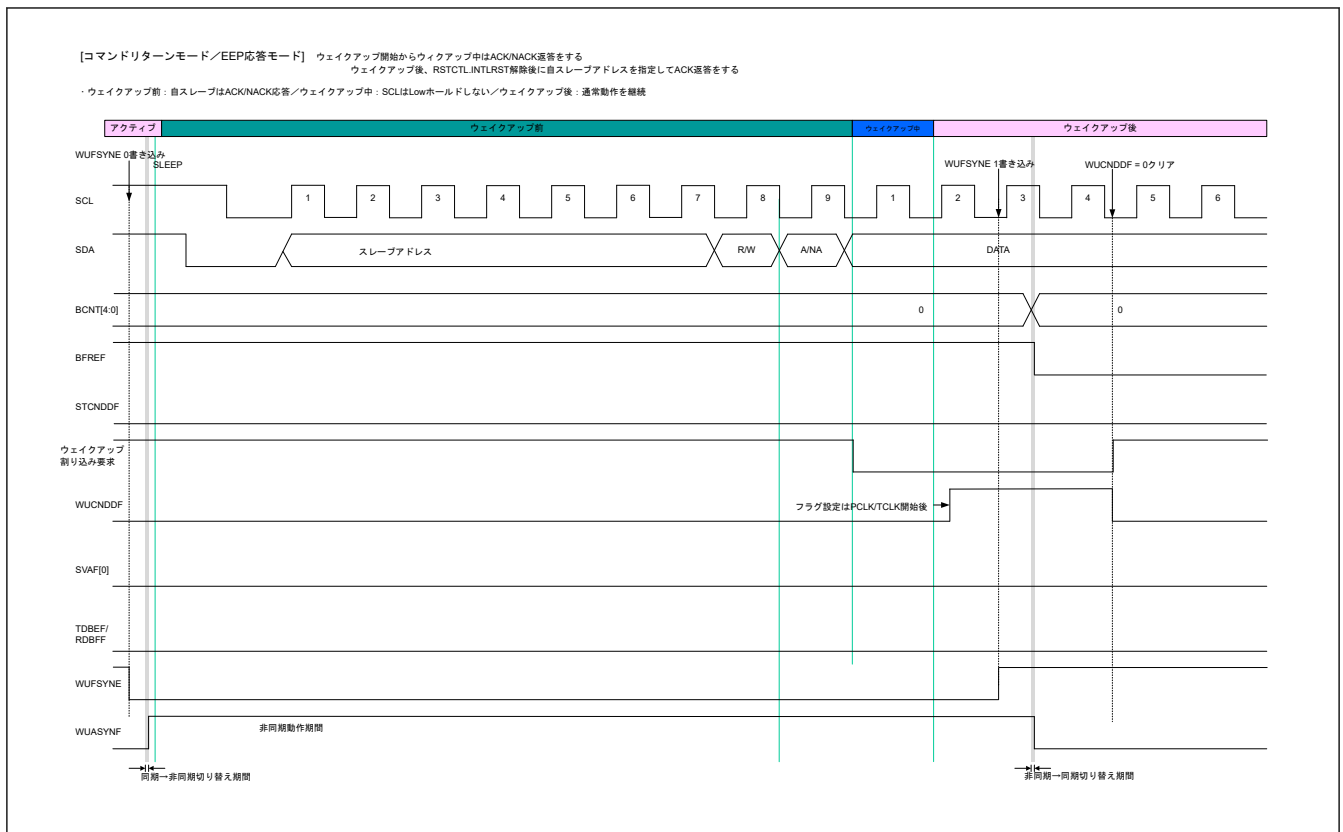 [コマンドリターンモード／EEP応答モード] ウェイクアップ開始からウィクアップ中はACK/NACK返答をする
ウェイクアップ後、RSTCTL.INTLRST解除後に自スレーブアドレスを指定してACK返答をする
・ウェイクアップ前：自スレーブはACK/NACK応答／ウェイクアップ中：SCLはLowホールドしない／ウェイクアップ後：通常動作を継続
アクティブ ウェイクアップ前 ウェイクアップ中 ウェイクアップ後
WUFSYNE 0書き込み WUFSYNE 1書き込み WUCNDDF = 0クリア
SLEEP
SCL 1 2 3 4 5 6 7 8 9 1 2 3 4 5 6
SDA スレーブアドレス R/W A/NA DATA
BCNT[4:0] 0 0
BFREF
STCNDDF
ウェイクアップ
割り込み要求
WUCNDDF フラグ設定はPCLK/TCLK開始後
SVAF[0]
TDBEF/
RDBFF
WUFSYNE
WUASYNF 非同期動作期間
同期→非同期切り替え期間 非同期→同期切り替え期間